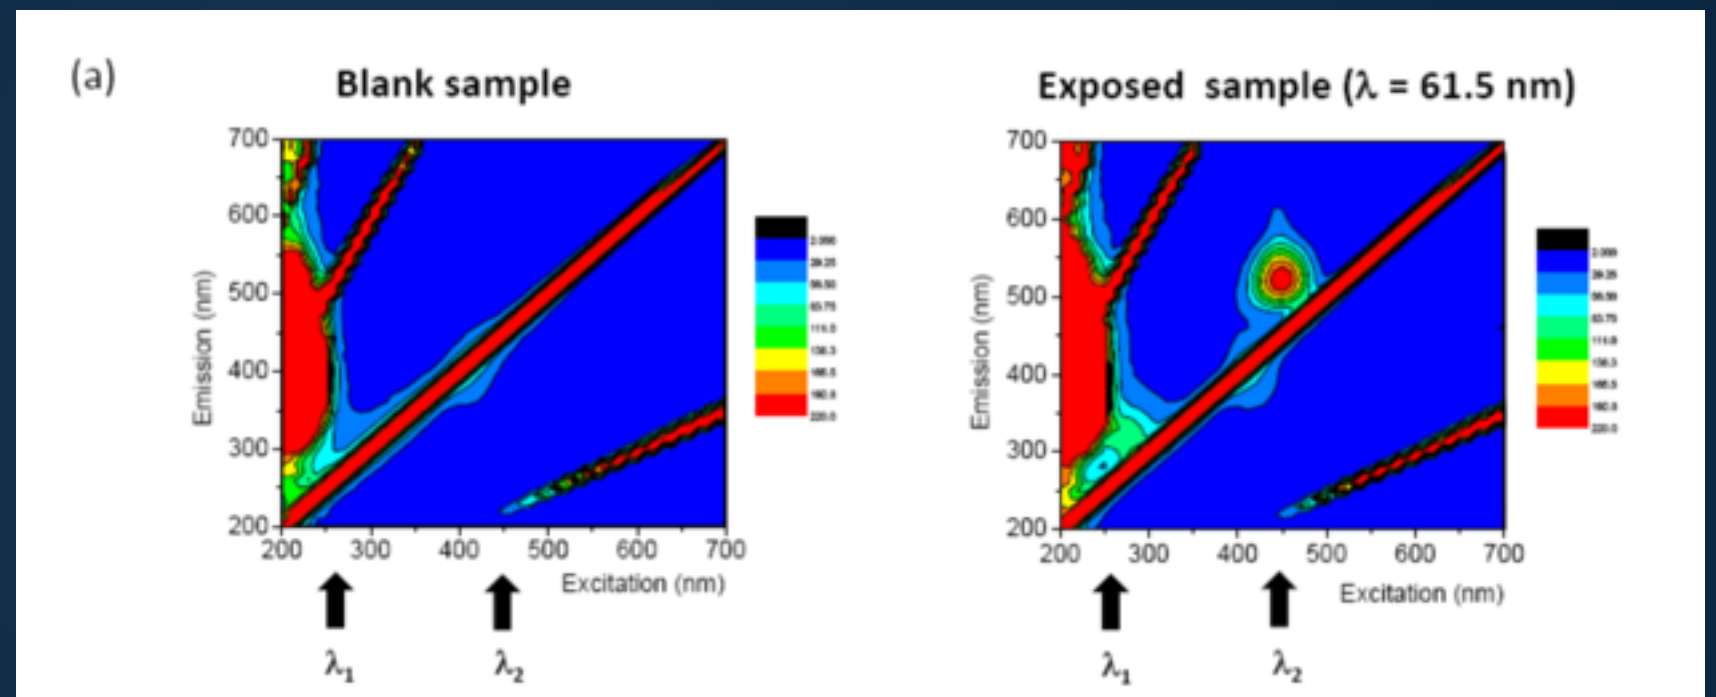 (a)
Blank sample
Exposed sample (λ = 61.5 nm)
700
600
500
400
300
200
Emission (nm)
200 300 400 500 600 700
Excitation (nm)
λ1
λ2
700
600
500
400
300
200
Emission (nm)
200 300 400 500 600 700
Excitation (nm)
λ1
λ2